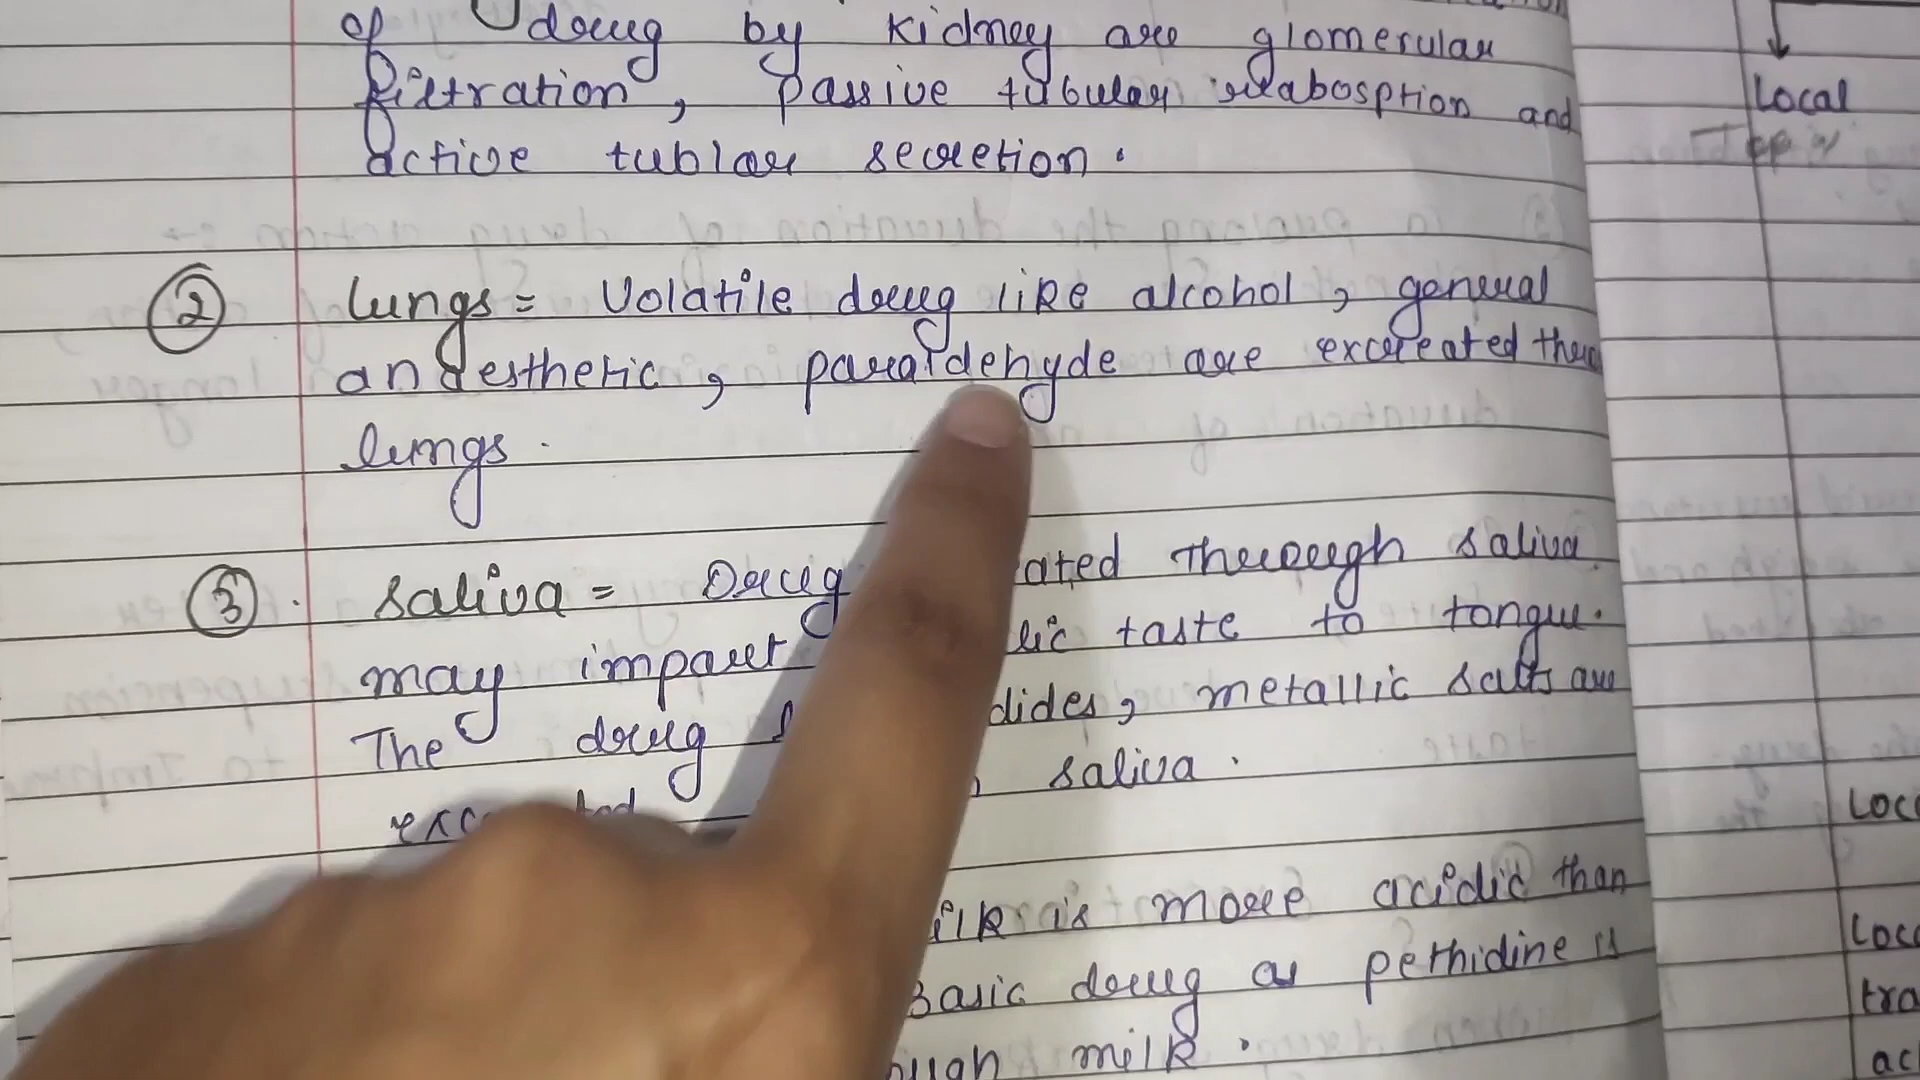 of drug by kidney are glomerular
filtration, passive tubular reabosption and
active tublar secretion.
② lungs = Volatile drug like alcohol, general
anaesthetic, paraldehyde are excreated
lungs.
③. saliva = Drug ated through saliva
may impart lic taste to tongue.
The drug dides, metallic salts are
saliva.
is more acidic than
Basic drug as pethidine is
milk.
Local